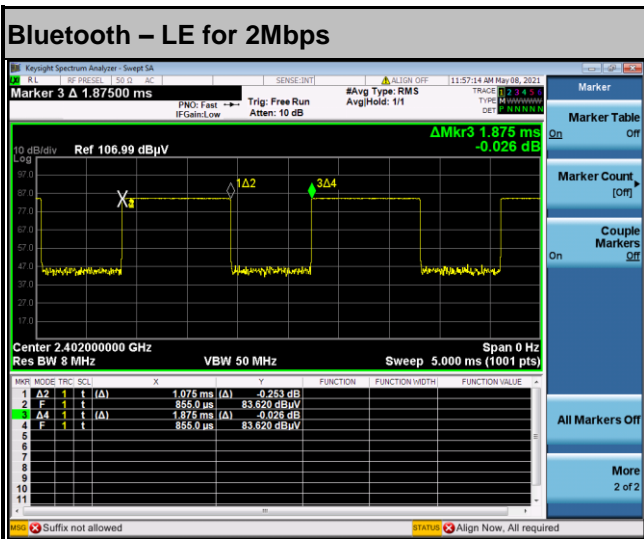 Bluetooth – LE for 2Mbps
Keysight Spectrum Analyzer - Swept SA
RL RF PRESEL 50 Ω AC SENSE:INT ALIGN OFF 11:57:14 AM May 08, 2021
Marker 3 Δ 1.87500 ms
PNO: Fast Trig: Free Run #Avg Type: RMS TRACE 1 2 3 4 5 6
IFGain:Low Atten: 10 dB Avg|Hold: 1/1 TYPE MWWWWW
DET P NNNNN
Marker
ΔMkr3 1.875 ms
10 dB/div Ref 106.99 dBµV -0.026 dB
Log
97.0
87.0
77.0
67.0
57.0
47.0
37.0
27.0
17.0
1Δ2
3Δ4
X
Center 2.402000000 GHz Span 0 Hz
Res BW 8 MHz VBW 50 MHz Sweep 5.000 ms (1001 pts)
MKR MODE TRC SCL X Y FUNCTION FUNCTION WIDTH FUNCTION VALUE
1 Δ2 1 t (Δ) 1.075 ms (Δ) -0.253 dB
2 F 1 t 855.0 µs 83.620 dBµV
3 Δ4 1 t (Δ) 1.875 ms (Δ) -0.026 dB
4 F 1 t 855.0 µs 83.620 dBµV
5
6
7
8
9
10
11
Marker Table
On Off
Marker Count
[Off]
Couple
Markers
On Off
All Markers Off
More
2 of 2
MSG Suffix not allowed STATUS Align Now, All required